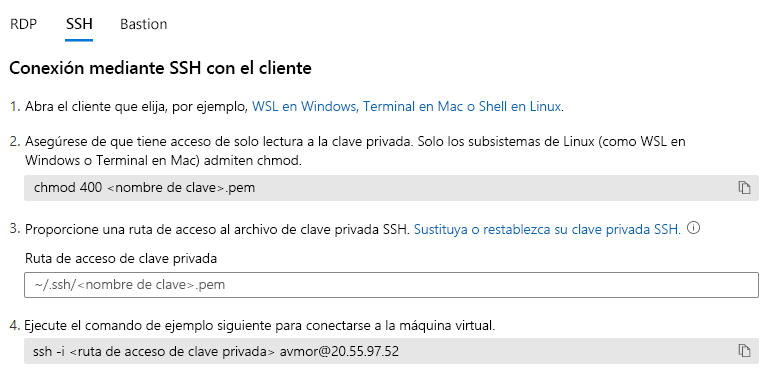 RDP SSH Bastion
Conexión mediante SSH con el cliente
1. Abra el cliente que elija, por ejemplo, WSL en Windows, Terminal en Mac o Shell en Linux.
2. Asegúrese de que tiene acceso de solo lectura a la clave privada. Solo los subsistemas de Linux (como WSL en
Windows o Terminal en Mac) admiten chmod.
chmod 400 <nombre de clave>.pem
3. Proporcione una ruta de acceso al archivo de clave privada SSH. Sustituya o restablezca su clave privada SSH.
Ruta de acceso de clave privada
~/.ssh/<nombre de clave>.pem
4. Ejecute el comando de ejemplo siguiente para conectarse a la máquina virtual.
ssh -i <ruta de acceso de clave privada> avmor@20.55.97.52